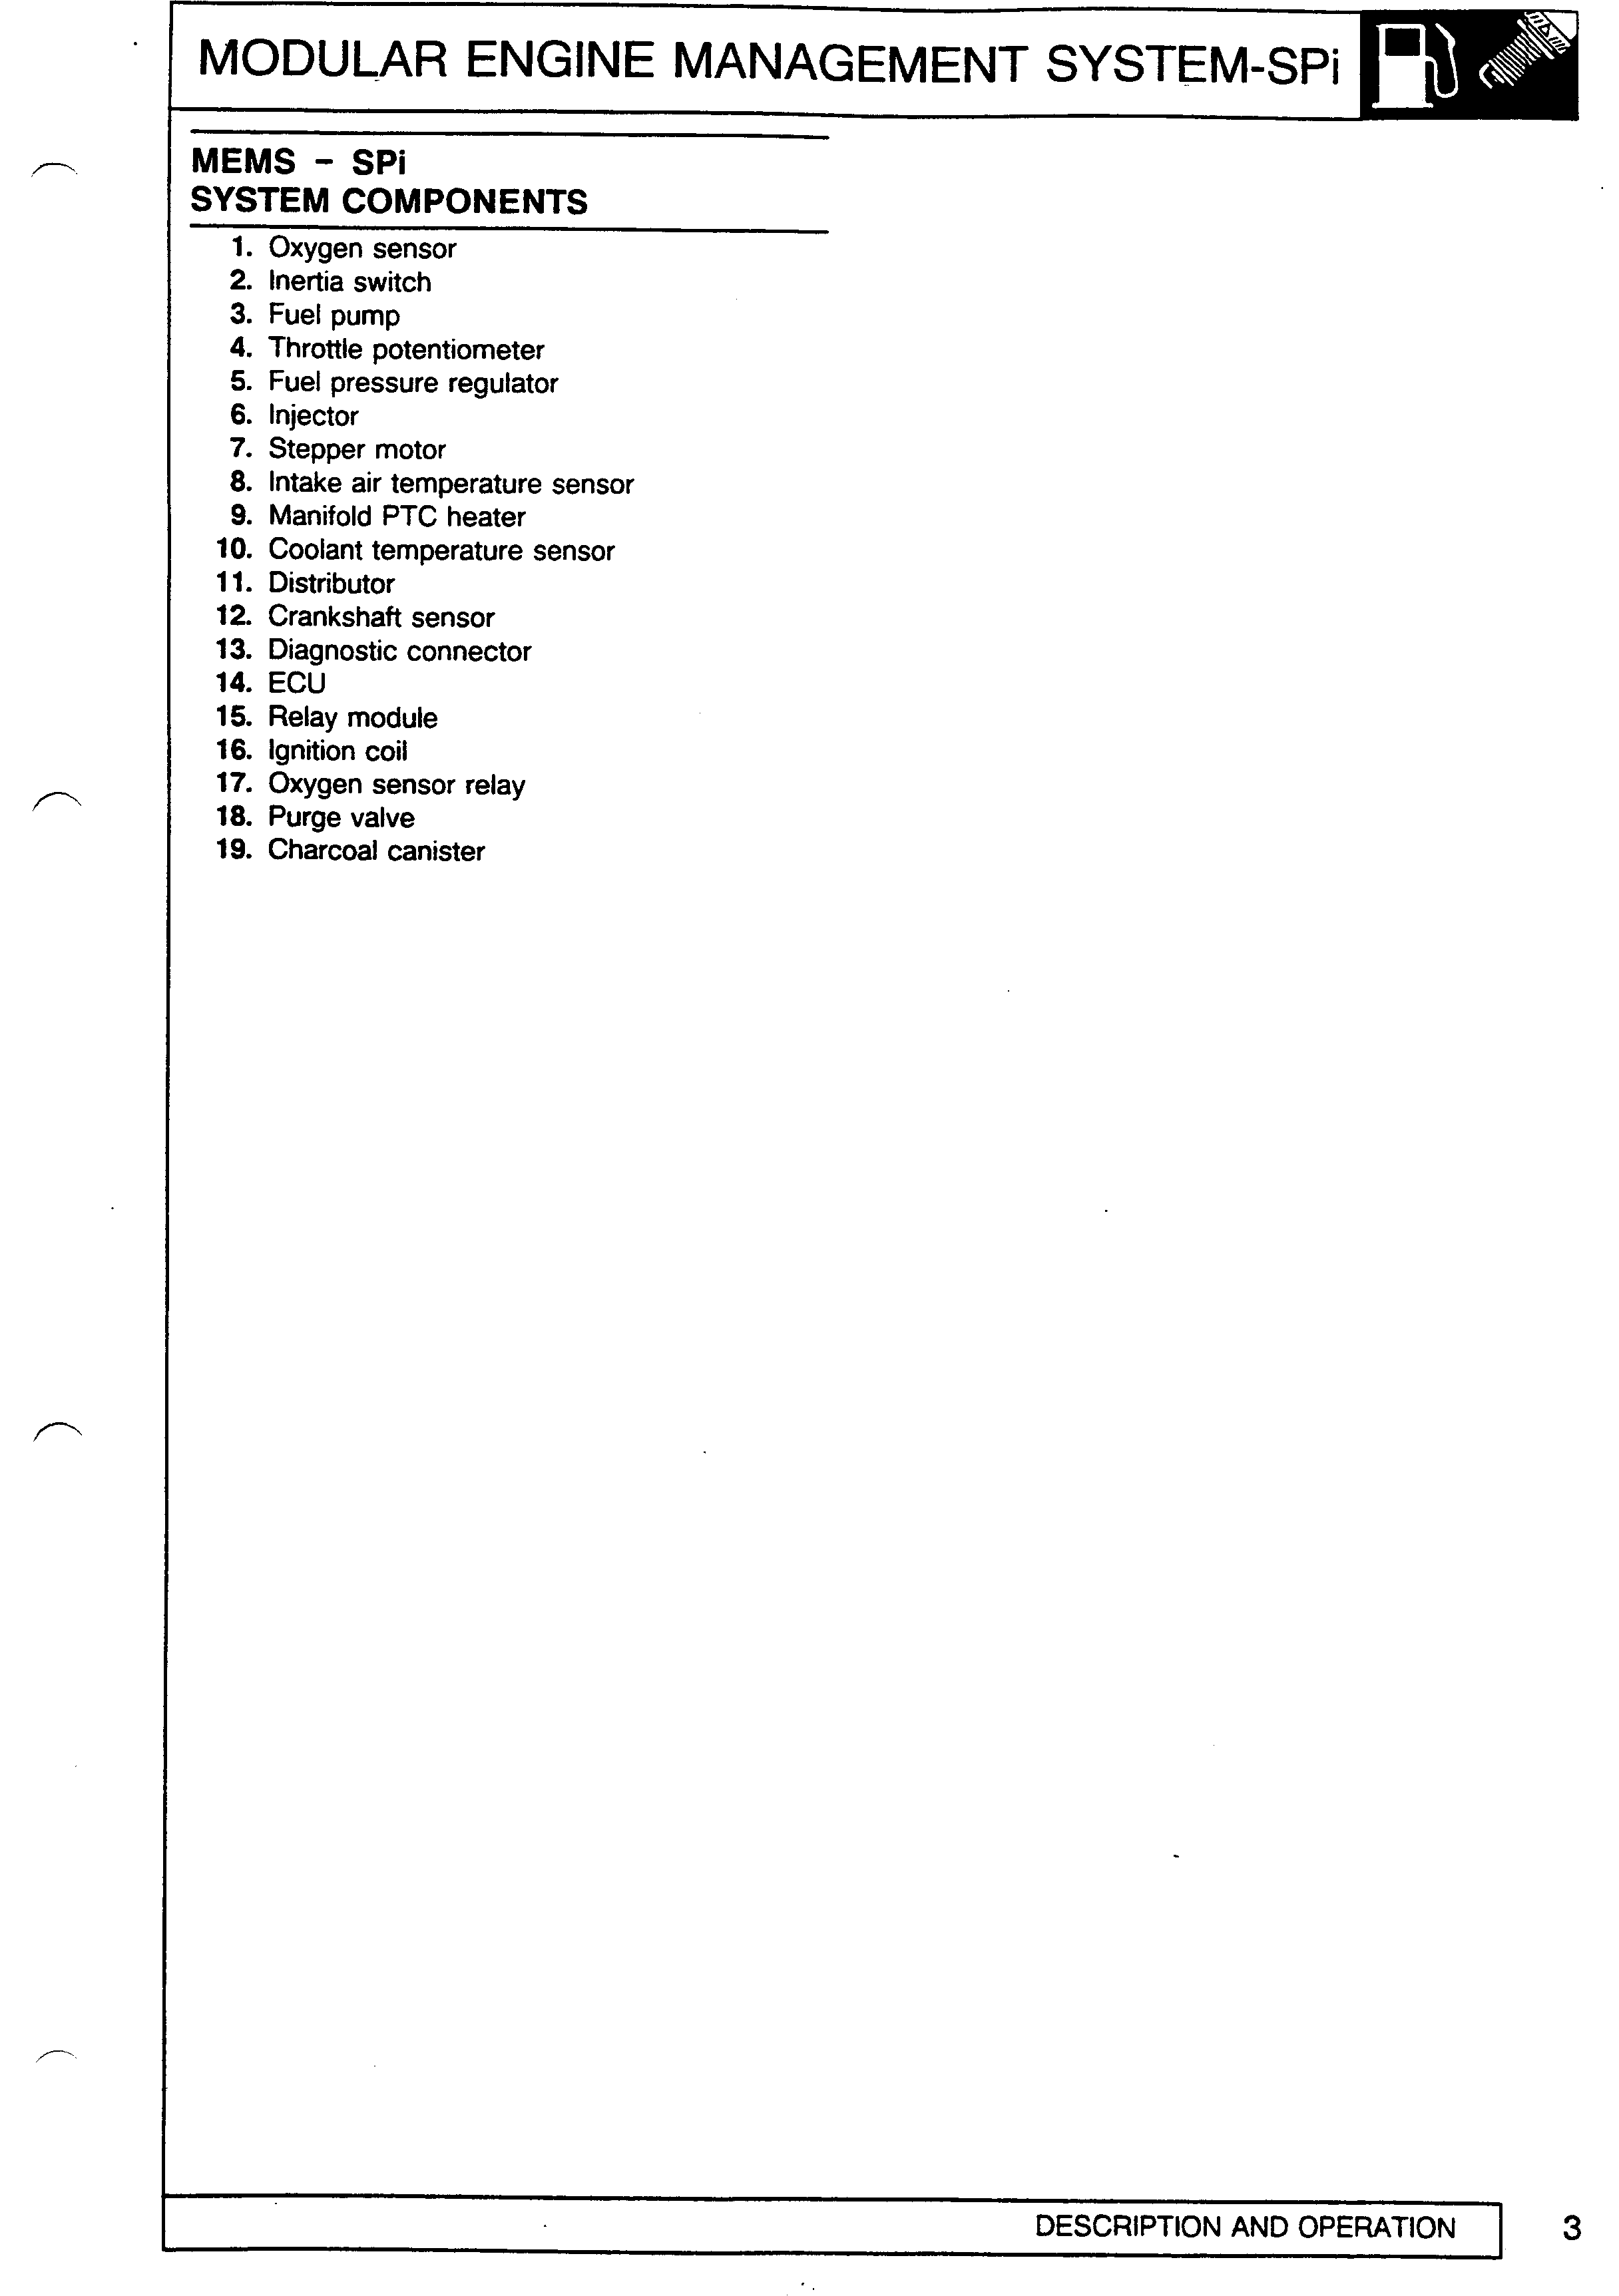 MODULAR ENGINE MANAGEMENT SYSTEM-SPi
MEMS - SPi
SYSTEM COMPONENTS
1. Oxygen sensor
2. Inertia switch
3. Fuel pump
4. Throttle potentiometer
5. Fuel pressure regulator
6. Injector
7. Stepper motor
8. Intake air temperature sensor
9. Manifold PTC heater
10. Coolant temperature sensor
11. Distributor
12. Crankshaft sensor
13. Diagnostic connector
14. ECU
15. Relay module
16. Ignition coil
17. Oxygen sensor relay
18. Purge valve
19. Charcoal canister
DESCRIPTION AND OPERATION
3